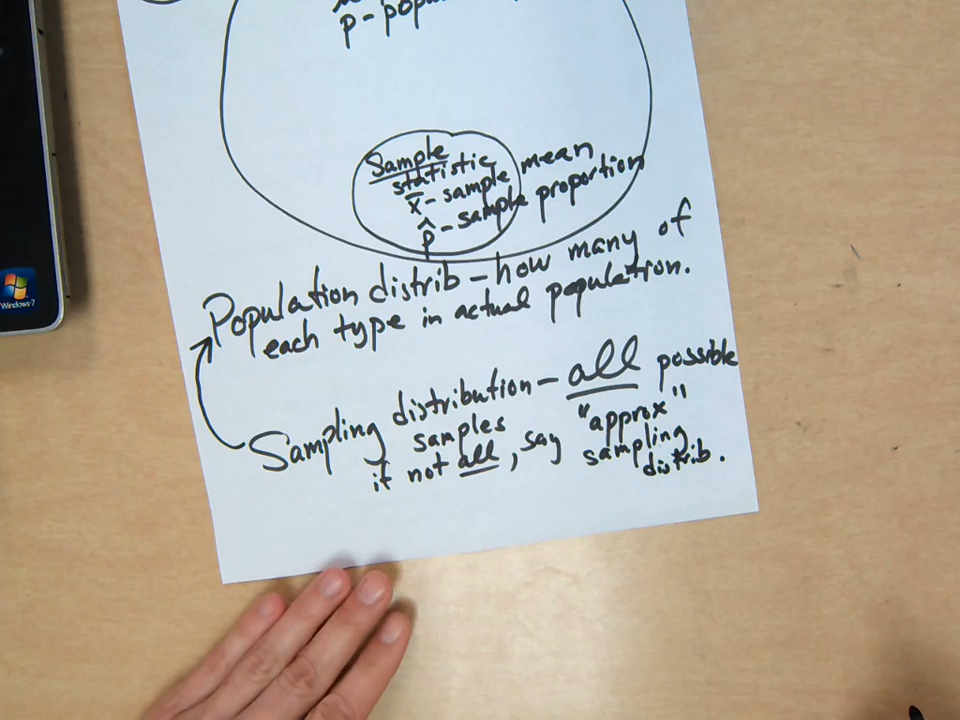 p - popu
Sample
statistic
x̄ - sample mean
p̂ - sample proportion
Population distrib - how many of
each type in actual population.
Sampling distribution - all possible
samples
if not all, say "approx"
sampling
distrib.
Windows 7